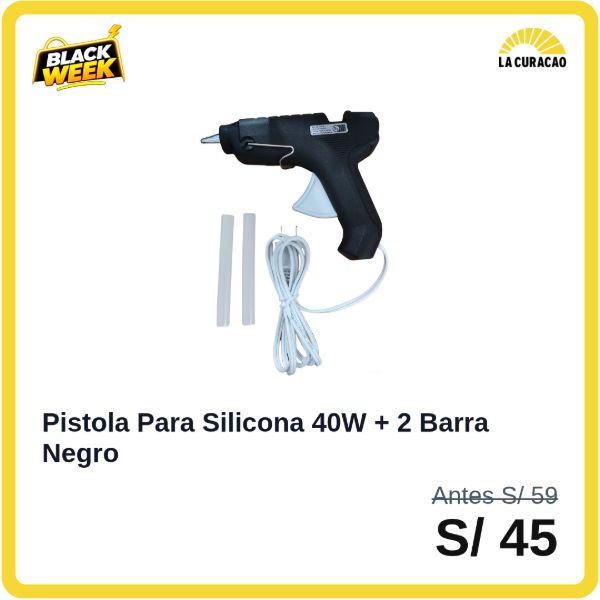 BLACK
WEEK
LA CURACAO
Pistola Para Silicona 40W + 2 Barra
Negro
Antes S/ 59
S/ 45